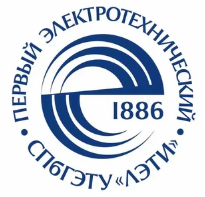 ПЕРВЫЙ ЭЛЕКТРОТЕХНИЧЕСКИЙ
1886
СПбГЭТУ «ЛЭТИ»